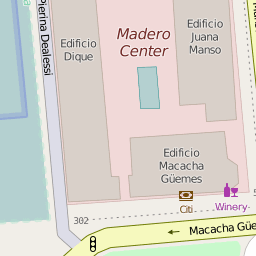 Pierina Dealessi
Edificio
Dique
Madero
Center
Edificio
Juana
Manso
Edificio
Macacha
Güemes
302
Citi
Winery
Macacha Güe